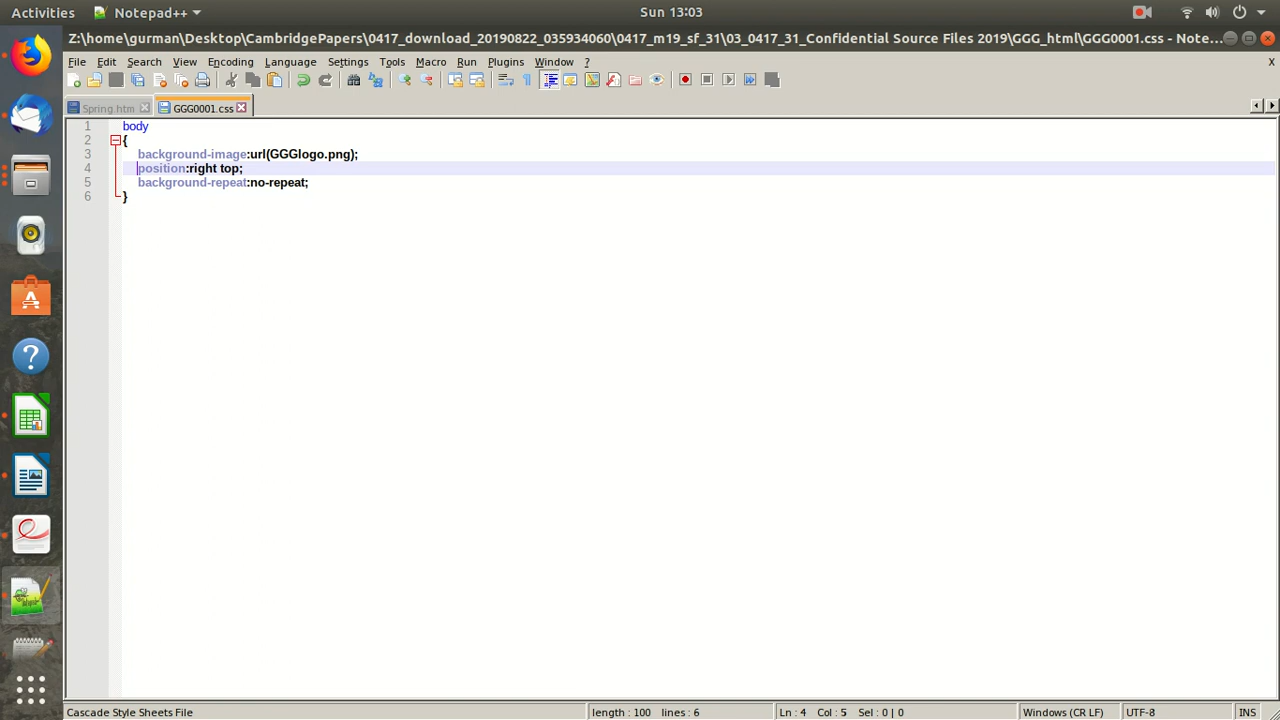 Activities Notepad++ Sun 13:03
Z:\home\gurman\Desktop\CambridgePapers\0417_download_20190822_035934060\0417_m19_sf_31\03_0417_31_Confidential Source Files 2019\GGG_html\GGG0001.css - Note...
File Edit Search View Encoding Language Settings Tools Macro Run Plugins Window ? X
Spring.htm GGG0001.css
1 body
2 {
3 background-image:url(GGGlogo.png);
4 position:right top;
5 background-repeat:no-repeat;
6 }
Cascade Style Sheets File length : 100 lines : 6 Ln : 4 Col : 5 Sel : 0 | 0 Windows (CR LF) UTF-8 INS